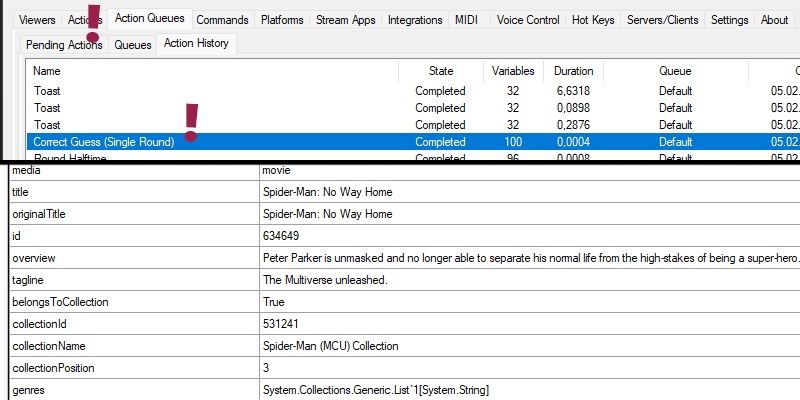 Viewers Actions Action Queues Commands Platforms Stream Apps Integrations MIDI Voice Control Hot Keys Servers/Clients Settings About
Pending Actions Queues Action History
Name State Variables Duration Queue
Toast Completed 32 6,6318 Default 05.02.
Toast Completed 32 0,0898 Default 05.02.
Toast Completed 32 0,2876 Default 05.02.
Correct Guess (Single Round) Completed 100 0,0004 Default 05.02.
Round Halftime Completed 96 0,0008 Default 05.02.
media movie
title Spider-Man: No Way Home
originalTitle Spider-Man: No Way Home
id 634649
overview Peter Parker is unmasked and no longer able to separate his normal life from the high-stakes of being a super-hero.
tagline The Multiverse unleashed.
belongsToCollection True
collectionId 531241
collectionName Spider-Man (MCU) Collection
collectionPosition 3
genres System.Collections.Generic.List`1[System.String]